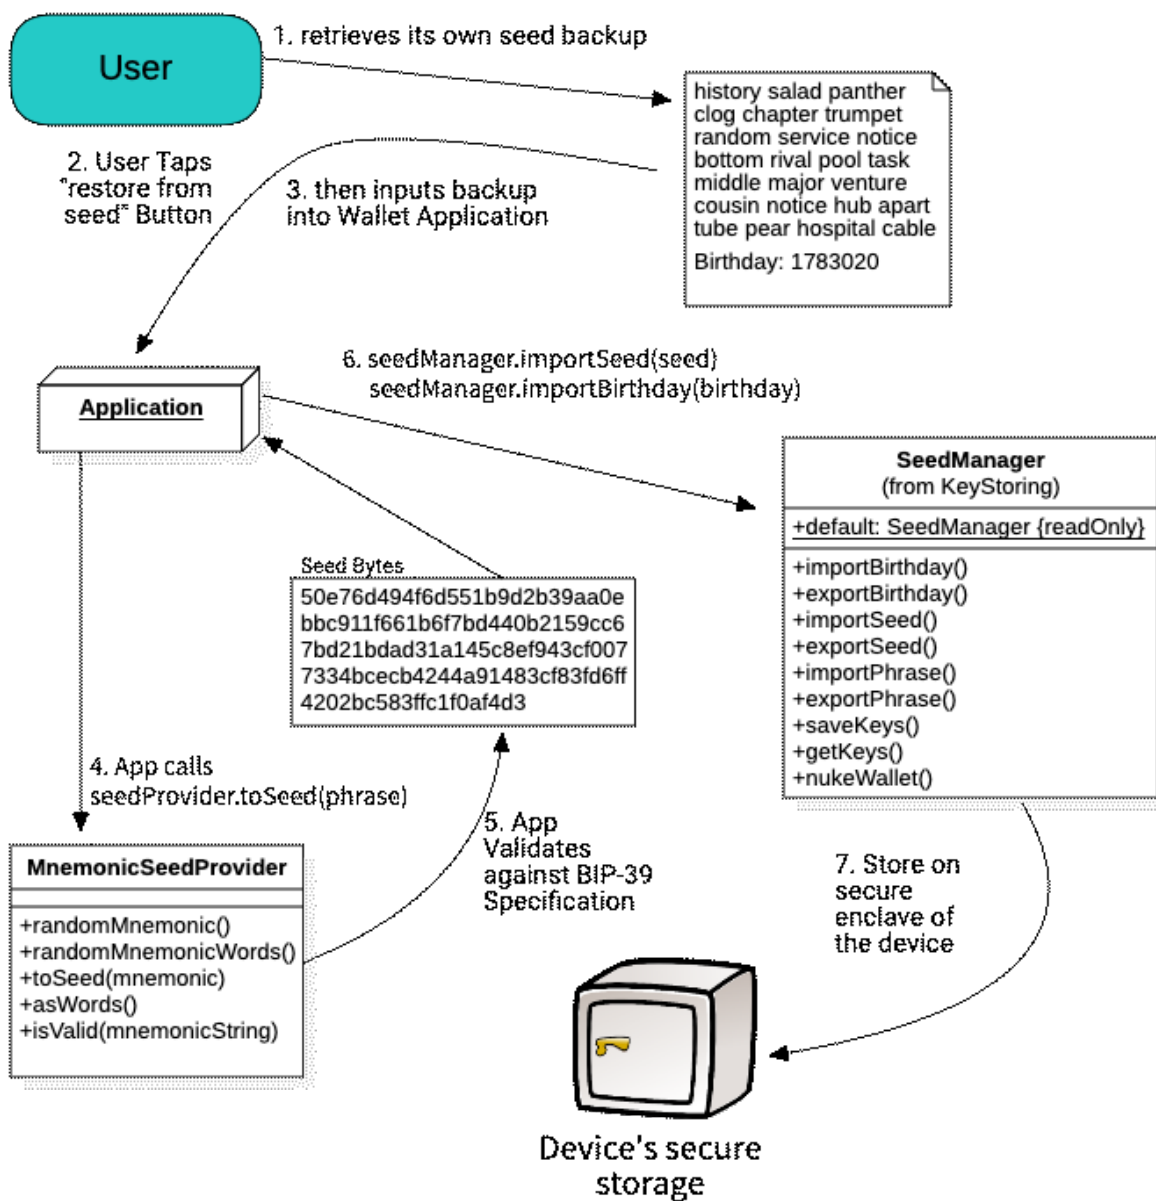 User
1. retrieves its own seed backup
history salad panther
clog chapter trumpet
random service notice
bottom rival pool task
middle major venture
cousin notice hub apart
tube pear hospital cable
Birthday: 1783020
2. User Taps
"restore from
seed" Button
3. then inputs backup
into Wallet Application
Application
6. seedManager.importSeed(seed)
seedManager.importBirthday(birthday)
SeedManager
(from KeyStoring)
+default: SeedManager {readOnly}
+importBirthday()
+exportBirthday()
+importSeed()
+exportSeed()
+importPhrase()
+exportPhrase()
+saveKeys()
+getKeys()
+nukeWallet()
Seed Bytes
50e76d494f6d551b9d2b39aa0e
bbc911f661b6f7bd440b2159cc6
7bd21bdad31a145c8ef943cf007
7334bcecb4244a91483cf83fd6ff
4202bc583ffc1f0af4d3
4. App calls
seedProvider.toSeed(phrase)
5. App
Validates
against BIP-39
Specification
MnemonicSeedProvider
+randomMnemonic()
+randomMnemonicWords()
+toSeed(mnemonic)
+asWords()
+isValid(mnemonicString)
7. Store on
secure
enclave of
the device
Device's secure
storage